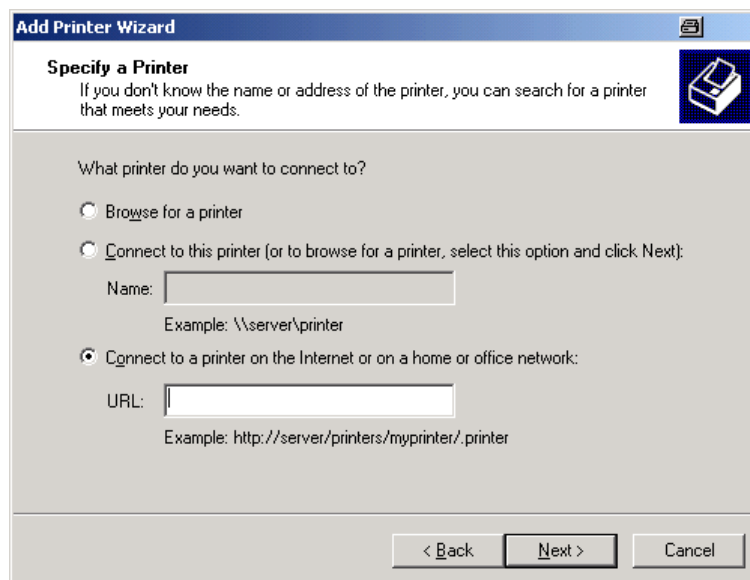 Add Printer Wizard
Specify a Printer
If you don't know the name or address of the printer, you can search for a printer
that meets your needs.
What printer do you want to connect to?
Browse for a printer
Connect to this printer (or to browse for a printer, select this option and click Next):
Name:
Example: \\server\printer
Connect to a printer on the Internet or on a home or office network:
URL:
Example: http://server/printers/myprinter/.printer
< Back Next > Cancel